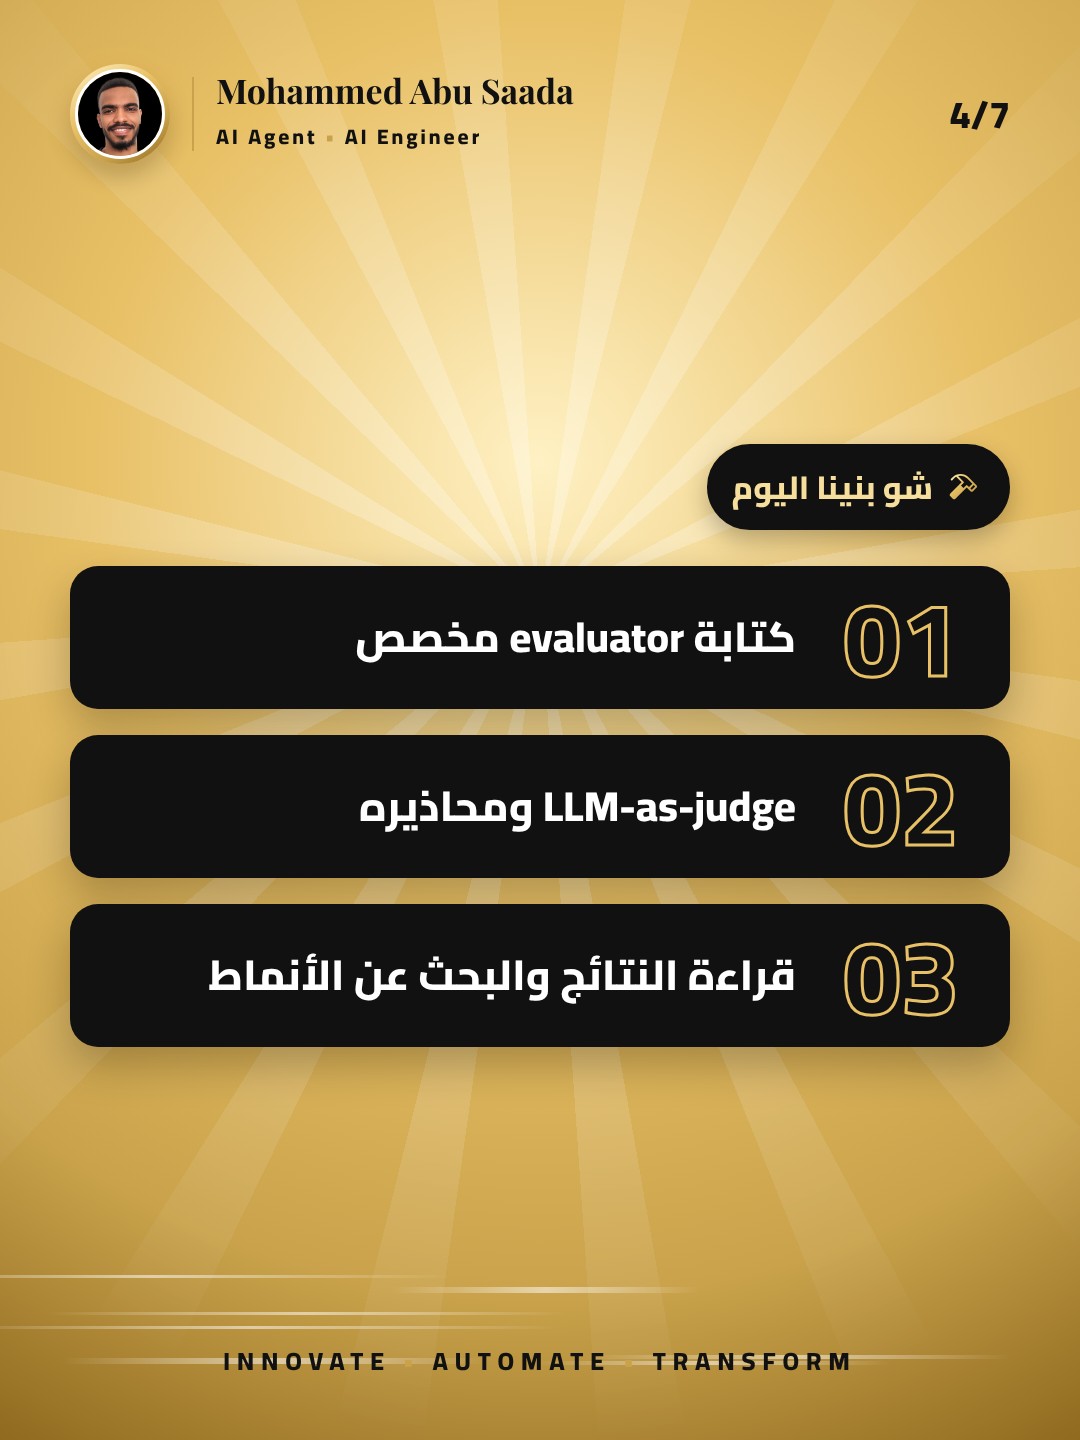 Mohammed Abu Saada
AI Agent ▪ AI Engineer
4/7
شو بنينا اليوم
01
كتابة evaluator مخصص
02
LLM-as-judge ومحاذيره
03
قراءة النتائج والبحث عن الأنماط
INNOVATE ▪ AUTOMATE ▪ TRANSFORM